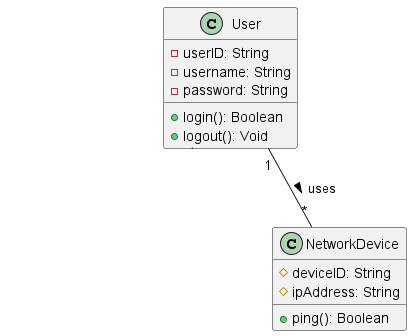 C User
userID: String
username: String
password: String
login(): Boolean
logout(): Void
1
uses
*
C NetworkDevice
deviceID: String
ipAddress: String
ping(): Boolean